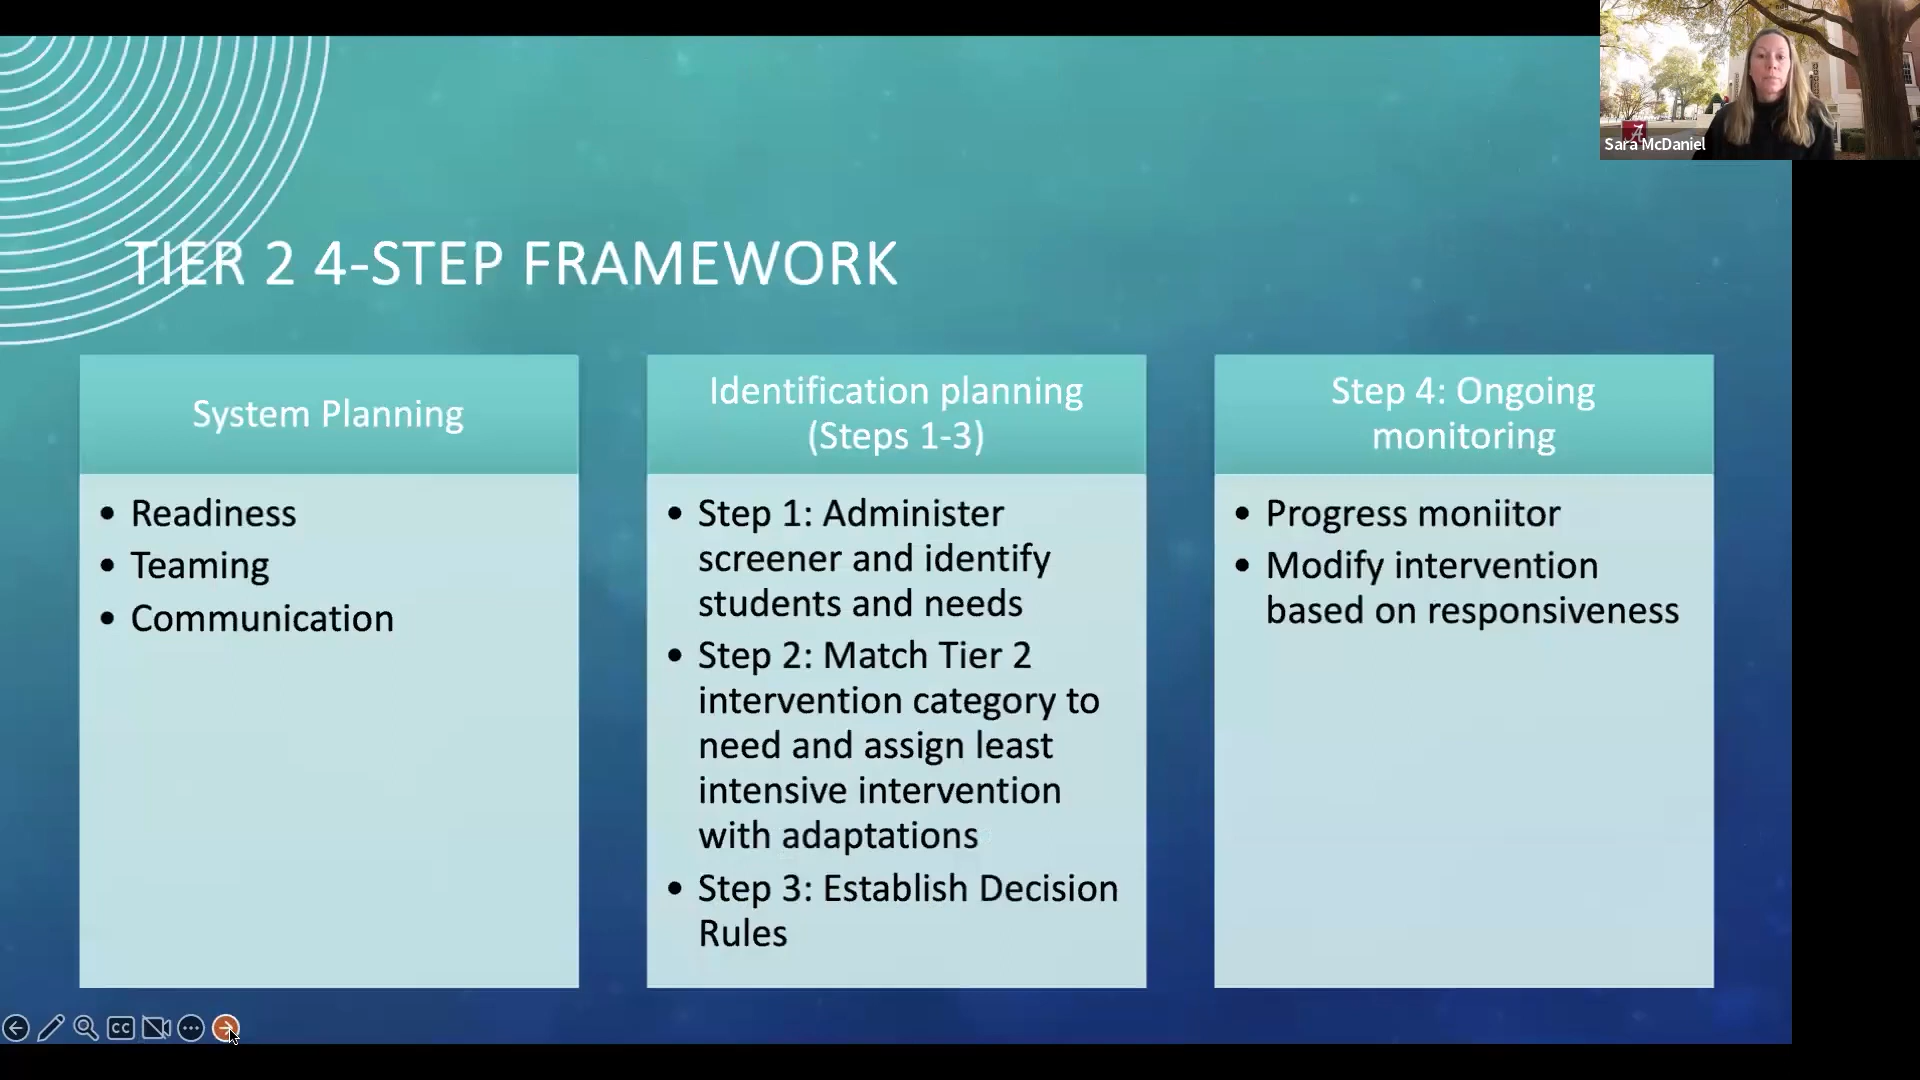 Sara McDaniel
TIER 2 4-STEP FRAMEWORK
System Planning
• Readiness
• Teaming
• Communication
Identification planning
(Steps 1-3)
• Step 1: Administer
screener and identify
students and needs
• Step 2: Match Tier 2
intervention category to
need and assign least
intensive intervention
with adaptations
• Step 3: Establish Decision
Rules
Step 4: Ongoing
monitoring
• Progress moniitor
• Modify intervention
based on responsiveness
CC
A